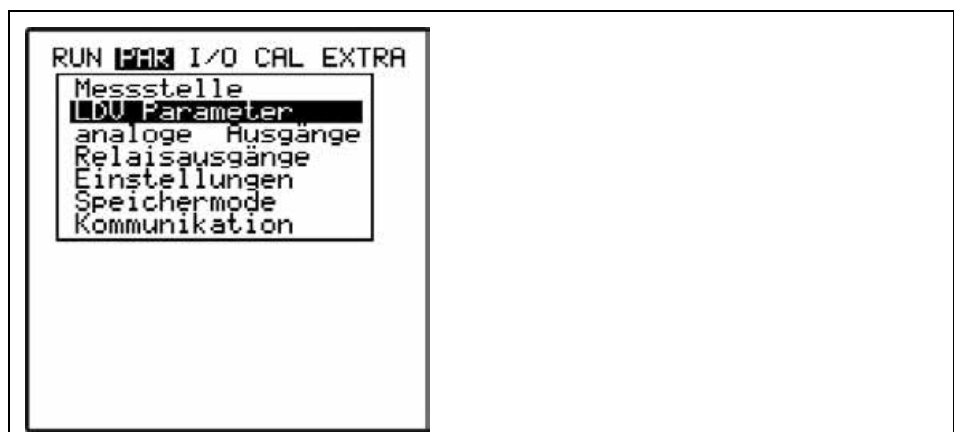 RUN PAR I/O CAL EXTRA
Messstelle
LDV Parameter
analoge Ausgänge
Relaisausgänge
Einstellungen
Speichermode
Kommunikation